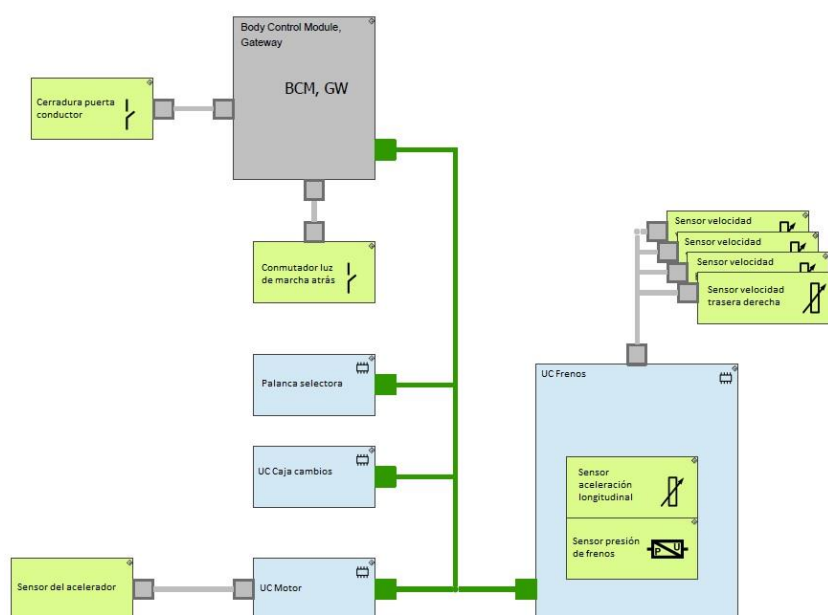 Body Control Module,
Gateway
BCM, GW
Cerradura puerta
conductor
Conmutador luz
de marcha atrás
Sensor velocidad
Sensor velocidad
Sensor velocidad
Sensor velocidad
trasera derecha
Palanca selectora
UC Frenos
UC Caja cambios
Sensor
aceleración
longitudinal
Sensor presión
de frenos
P U
Sensor del acelerador
UC Motor